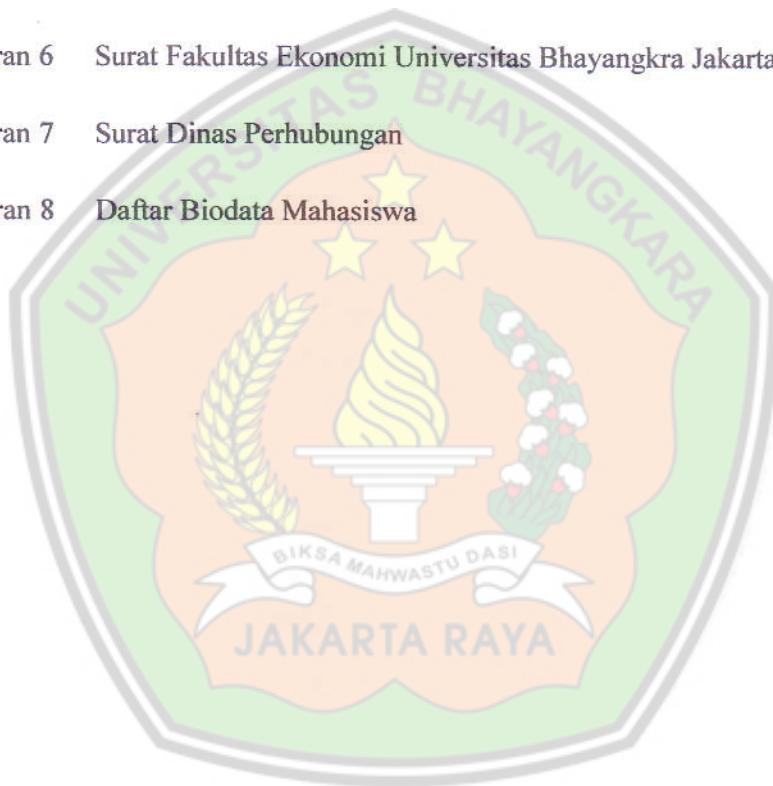 ran 6 Surat Fakultas Ekonomi Universitas Bhayangkra Jakarta
ran 7 Surat Dinas Perhubungan
ran 8 Daftar Biodata Mahasiswa
UNIVERSITAS BHAYANGKARA
BIKSA MAHWASTU DASI
JAKARTA RAYA